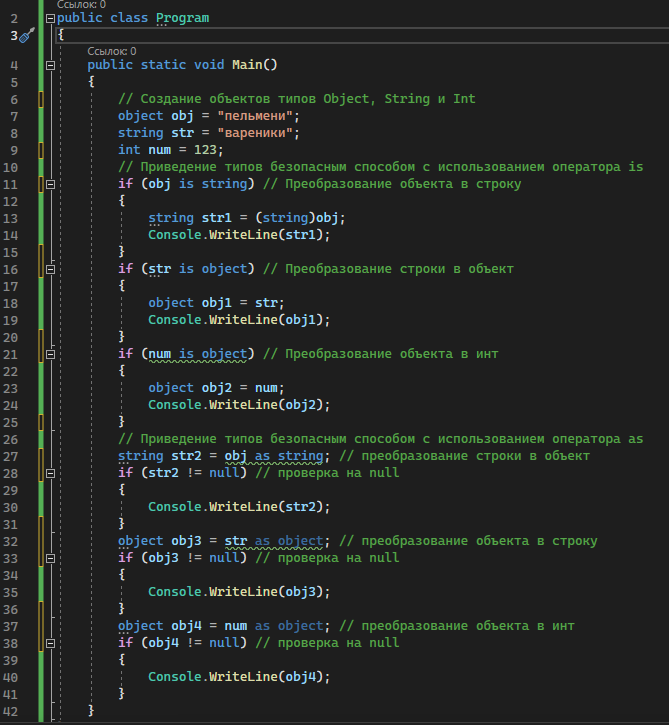 Ссылок: 0
2 public class Program
3 {
Ссылок: 0
4 public static void Main()
5 {
6 // Создание объектов типов Object, String и Int
7 object obj = "пельмени";
8 string str = "вареники";
9 int num = 123;
10 // Приведение типов безопасным способом с использованием оператора is
11 if (obj is string) // Преобразование объекта в строку
12 {
13 string str1 = (string)obj;
14 Console.WriteLine(str1);
15 }
16 if (str is object) // Преобразование строки в объект
17 {
18 object obj1 = str;
19 Console.WriteLine(obj1);
20 }
21 if (num is object) // Преобразование объекта в инт
22 {
23 object obj2 = num;
24 Console.WriteLine(obj2);
25 }
26 // Приведение типов безопасным способом с использованием оператора as
27 string str2 = obj as string; // преобразование строки в объект
28 if (str2 != null) // проверка на null
29 {
30 Console.WriteLine(str2);
31 }
32 object obj3 = str as object; // преобразование объекта в строку
33 if (obj3 != null) // проверка на null
34 {
35 Console.WriteLine(obj3);
36 }
37 object obj4 = num as object; // преобразование объекта в инт
38 if (obj4 != null) // проверка на null
39 {
40 Console.WriteLine(obj4);
41 }
42 }